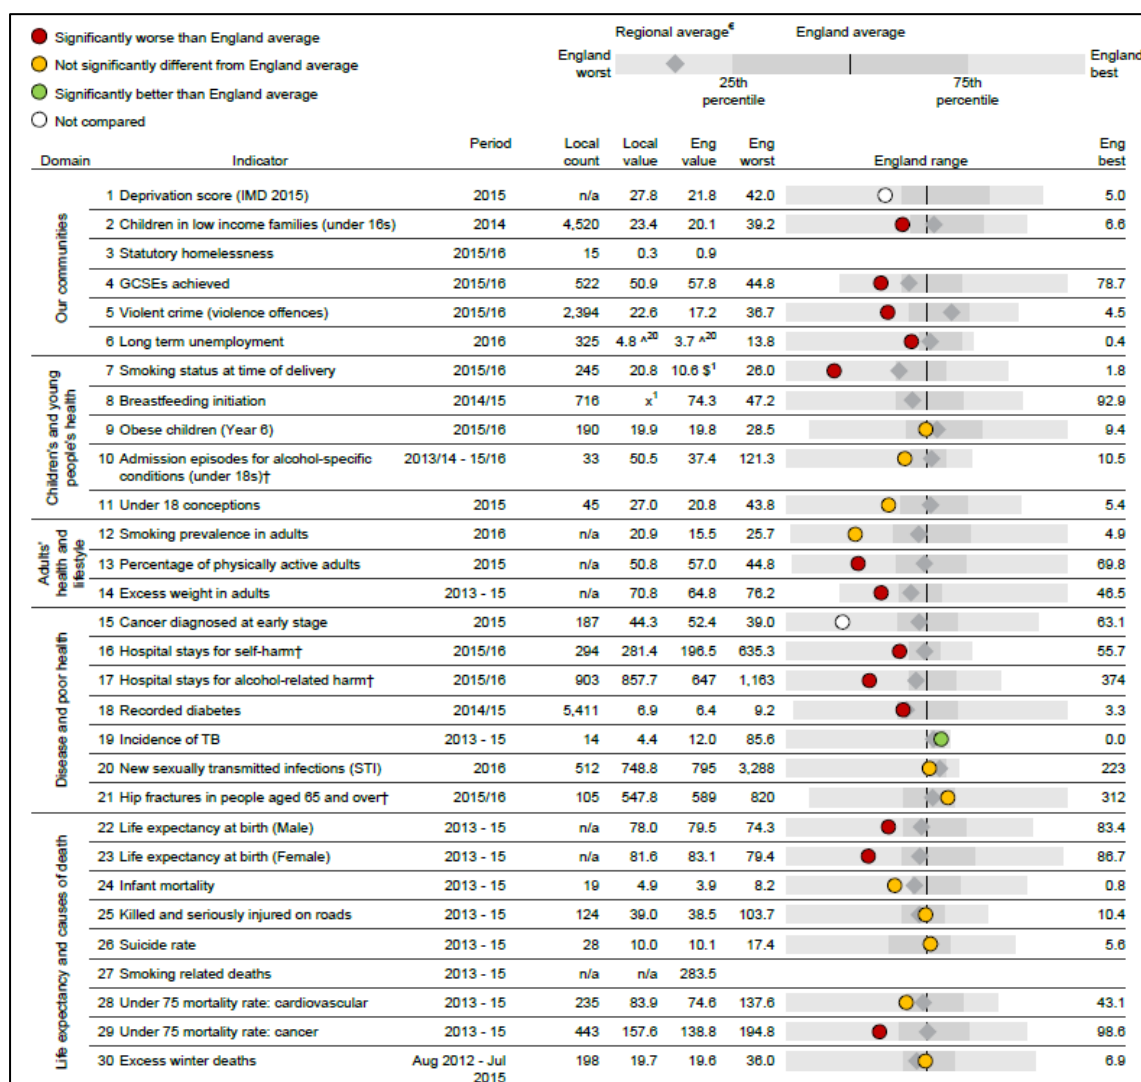 Significantly worse than England average
Not significantly different from England average
Significantly better than England average
Not compared
Regional average€ England average
England worst
England best
25th percentile
75th percentile
Domain Indicator Period Local count Local value Eng value Eng worst England range Eng best
Our communities
1 Deprivation score (IMD 2015) 2015 n/a 27.8 21.8 42.0 5.0
2 Children in low income families (under 16s) 2014 4,520 23.4 20.1 39.2 6.6
3 Statutory homelessness 2015/16 15 0.3 0.9
4 GCSEs achieved 2015/16 522 50.9 57.8 44.8 78.7
5 Violent crime (violence offences) 2015/16 2,394 22.6 17.2 36.7 4.5
6 Long term unemployment 2016 325 4.8 ^20 3.7 ^20 13.8 0.4
Children's and young people's health
7 Smoking status at time of delivery 2015/16 245 20.8 10.6 $1 26.0 1.8
8 Breastfeeding initiation 2014/15 716 x1 74.3 47.2 92.9
9 Obese children (Year 6) 2015/16 190 19.9 19.8 28.5 9.4
10 Admission episodes for alcohol-specific conditions (under 18s)† 2013/14 - 15/16 33 50.5 37.4 121.3 10.5
11 Under 18 conceptions 2015 45 27.0 20.8 43.8 5.4
Adults' health and lifestyle
12 Smoking prevalence in adults 2016 n/a 20.9 15.5 25.7 4.9
13 Percentage of physically active adults 2015 n/a 50.8 57.0 44.8 69.8
14 Excess weight in adults 2013 - 15 n/a 70.8 64.8 76.2 46.5
Disease and poor health
15 Cancer diagnosed at early stage 2015 187 44.3 52.4 39.0 63.1
16 Hospital stays for self-harm† 2015/16 294 281.4 196.5 635.3 55.7
17 Hospital stays for alcohol-related harm† 2015/16 903 857.7 647 1,163 374
18 Recorded diabetes 2014/15 5,411 6.9 6.4 9.2 3.3
19 Incidence of TB 2013 - 15 14 4.4 12.0 85.6 0.0
20 New sexually transmitted infections (STI) 2016 512 748.8 795 3,288 223
21 Hip fractures in people aged 65 and over† 2015/16 105 547.8 589 820 312
Life expectancy and causes of death
22 Life expectancy at birth (Male) 2013 - 15 n/a 78.0 79.5 74.3 83.4
23 Life expectancy at birth (Female) 2013 - 15 n/a 81.6 83.1 79.4 86.7
24 Infant mortality 2013 - 15 19 4.9 3.9 8.2 0.8
25 Killed and seriously injured on roads 2013 - 15 124 39.0 38.5 103.7 10.4
26 Suicide rate 2013 - 15 28 10.0 10.1 17.4 5.6
27 Smoking related deaths 2013 - 15 n/a n/a 283.5
28 Under 75 mortality rate: cardiovascular 2013 - 15 235 83.9 74.6 137.6 43.1
29 Under 75 mortality rate: cancer 2013 - 15 443 157.6 138.8 194.8 98.6
30 Excess winter deaths Aug 2012 - Jul 2015 198 19.7 19.6 36.0 6.9